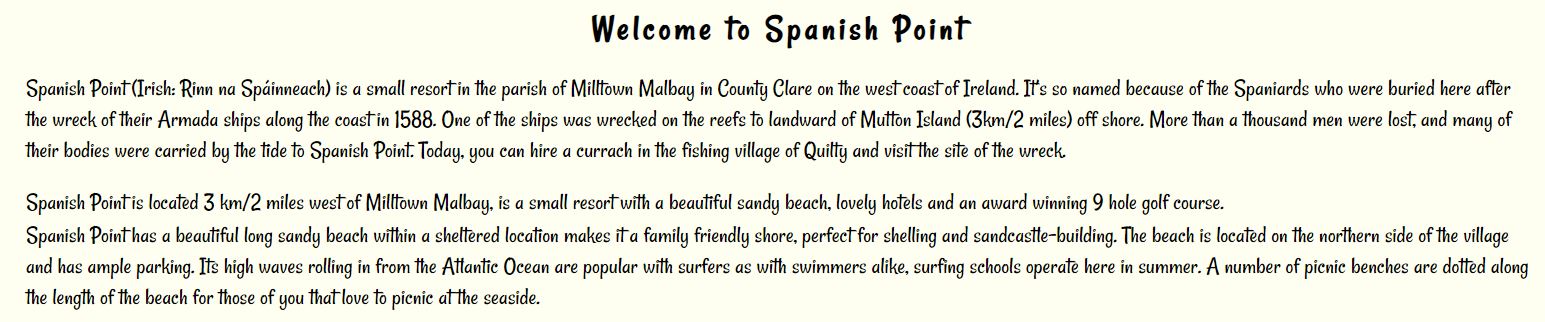 Welcome to Spanish Point
Spanish Point (Irish: Rinn na Spáinneach) is a small resort in the parish of Milltown Malbay in County Clare on the west coast of Ireland. It's so named because of the Spaniards who were buried here after
the wreck of their Armada ships along the coast in 1588. One of the ships was wrecked on the reefs to landward of Mutton Island (3km/2 miles) off shore. More than a thousand men were lost, and many of
their bodies were carried by the tide to Spanish Point. Today, you can hire a currach in the fishing village of Quilty and visit the site of the wreck.
Spanish Point is located 3 km/2 miles west of Milltown Malbay, is a small resort with a beautiful sandy beach, lovely hotels and an award winning 9 hole golf course.
Spanish Point has a beautiful long sandy beach within a sheltered location makes it a family friendly shore, perfect for shelling and sandcastle-building. The beach is located on the northern side of the village
and has ample parking. Its high waves rolling in from the Atlantic Ocean are popular with surfers as with swimmers alike, surfing schools operate here in summer. A number of picnic benches are dotted along
the length of the beach for those of you that love to picnic at the seaside.